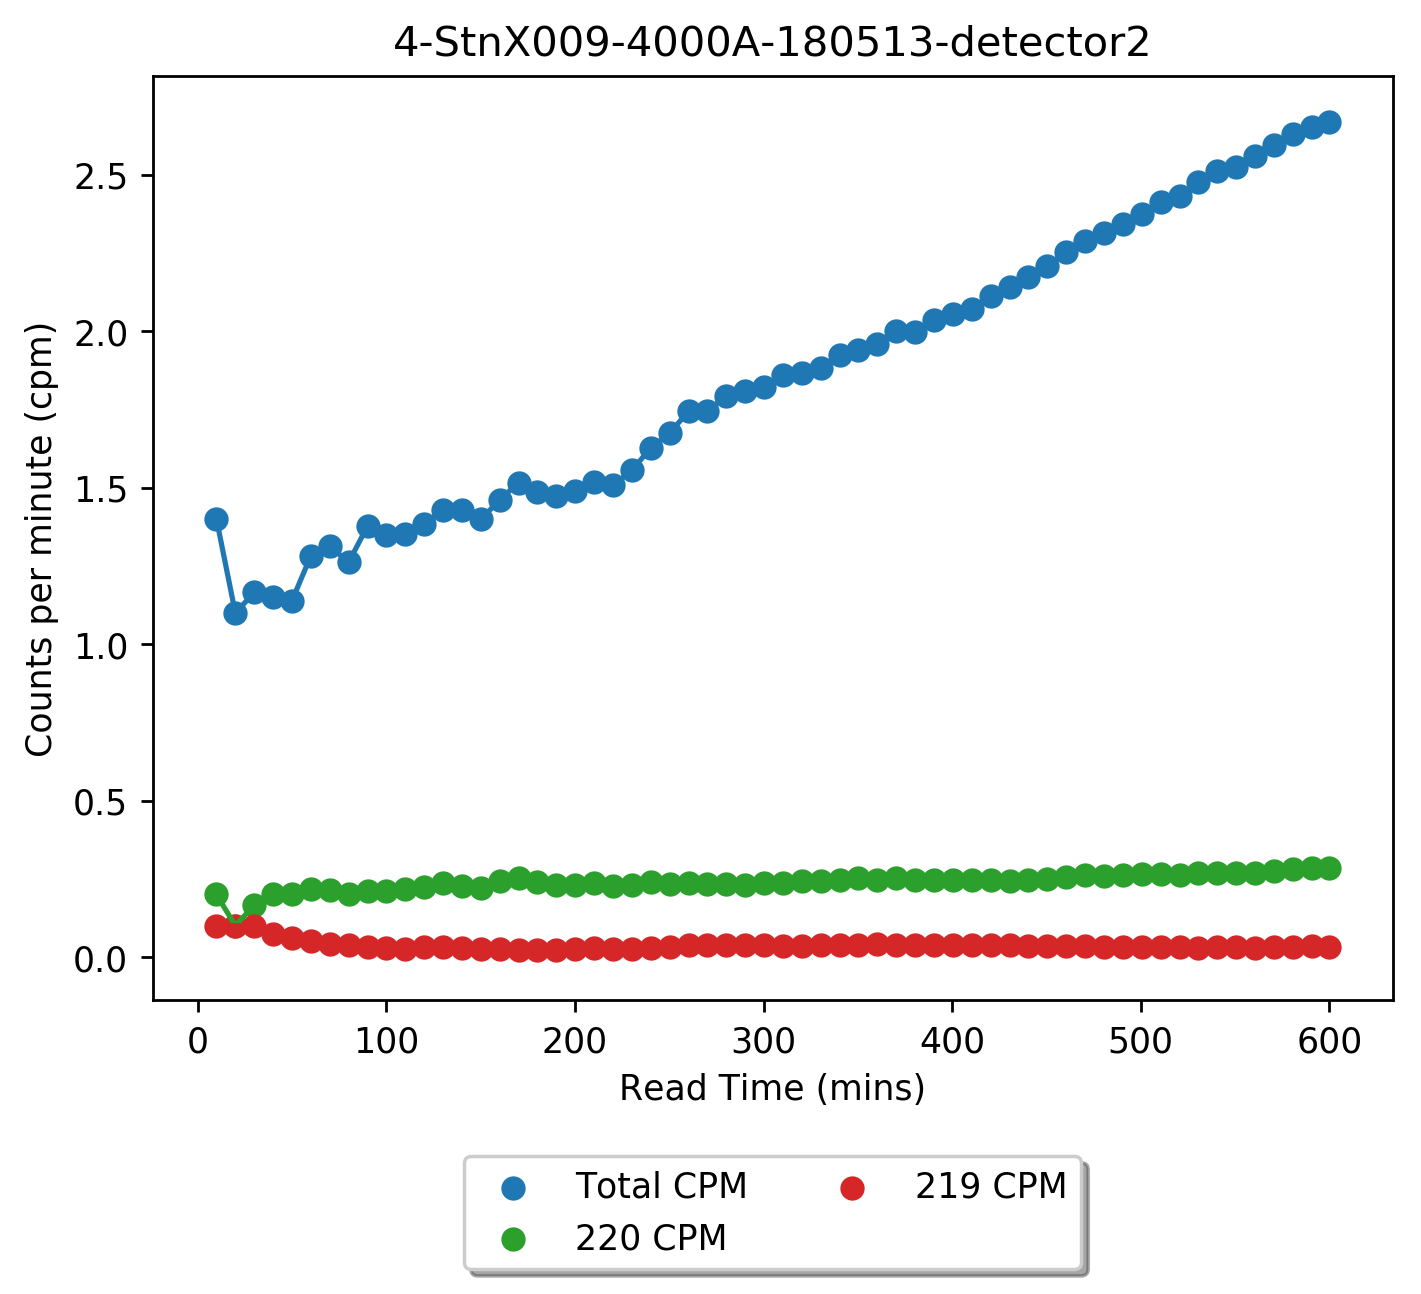 4-StnX009-4000A-180513-detector2
Counts per minute (cpm)
2.5
2.0
1.5
1.0
0.5
0.0
0 100 200 300 400 500 600
Read Time (mins)
Total CPM 219 CPM
220 CPM